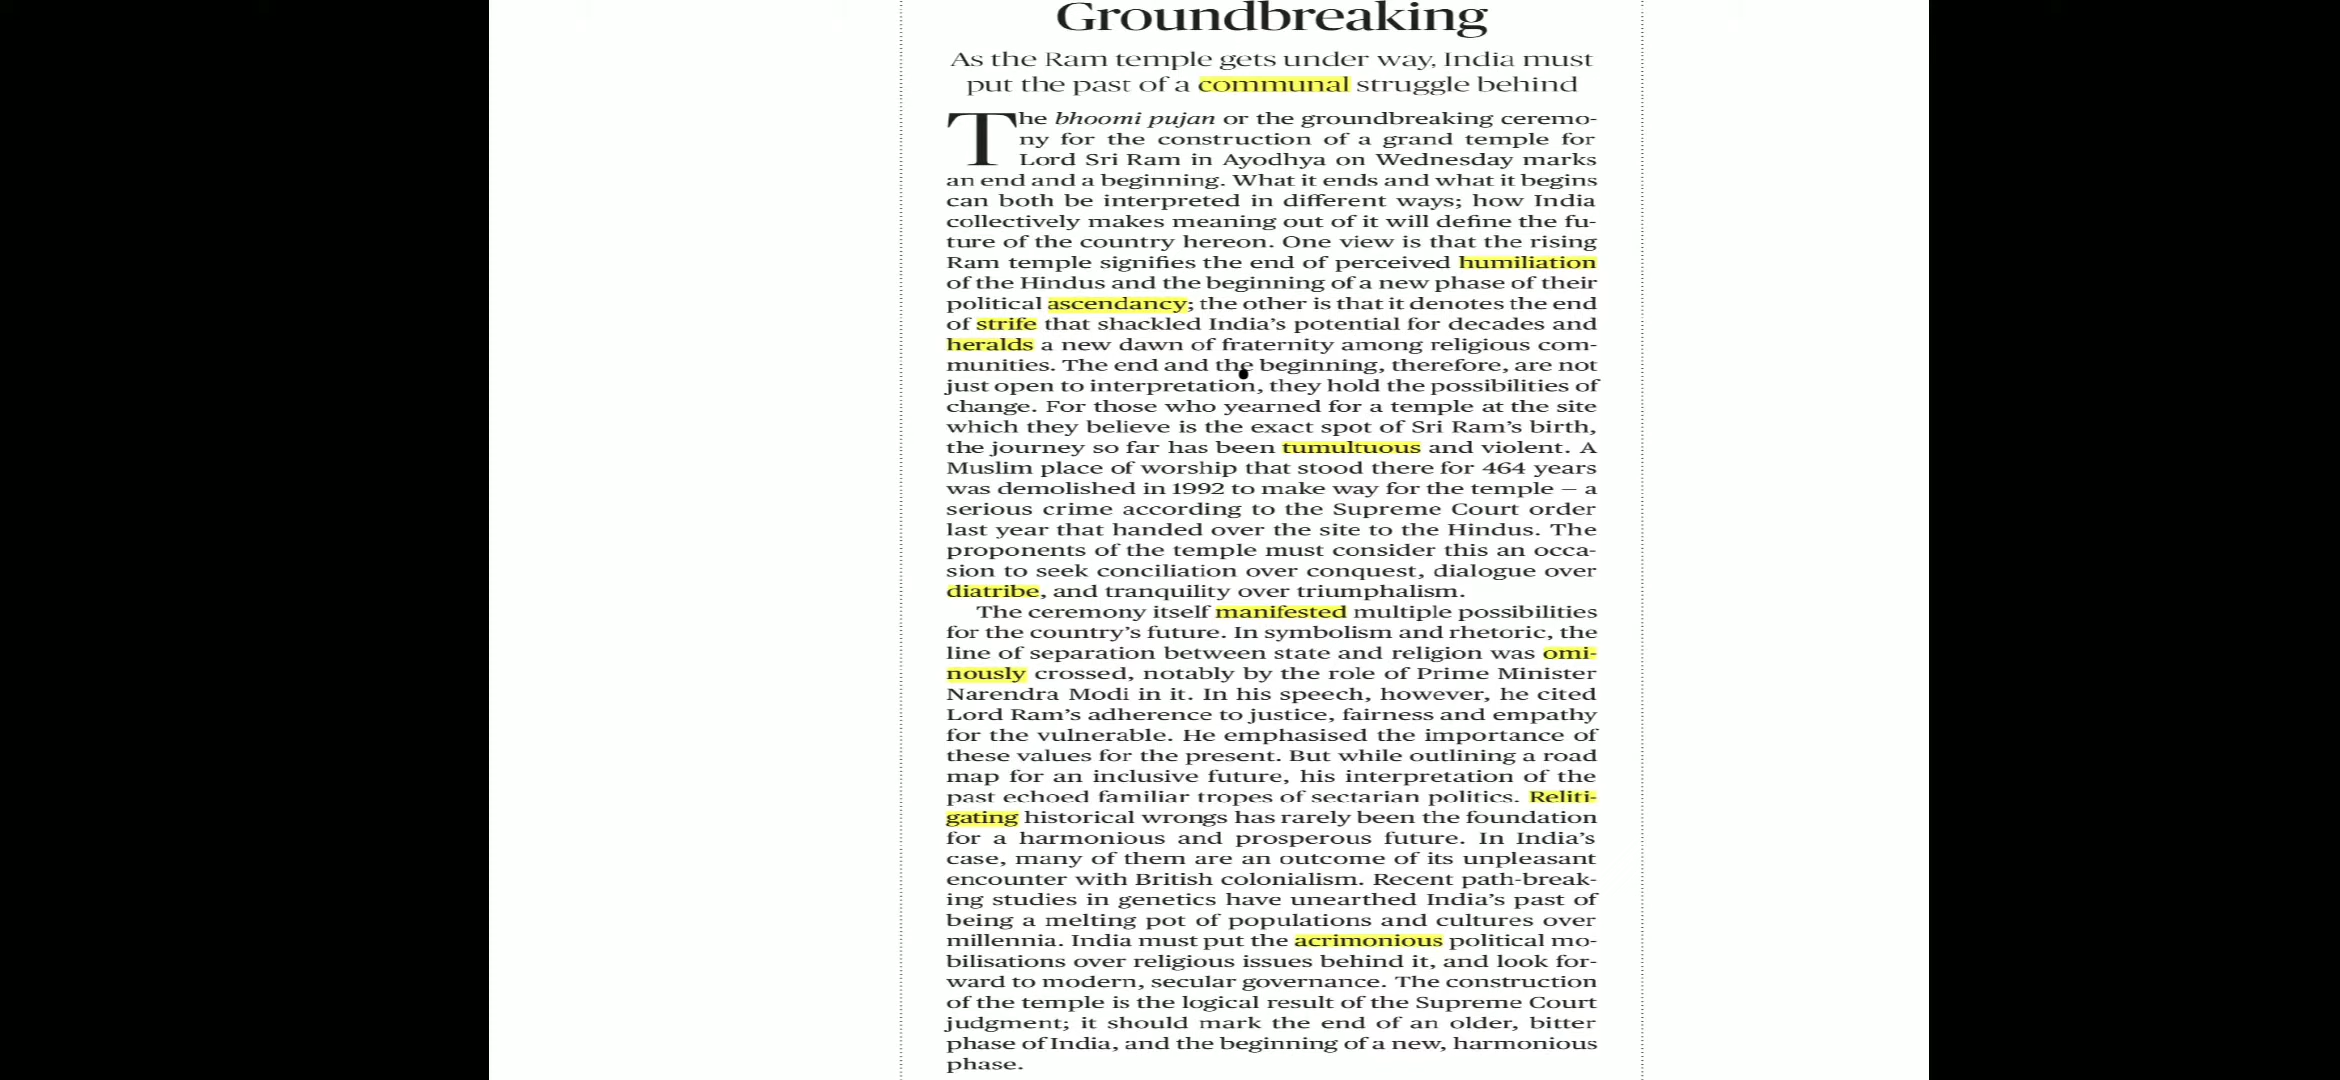 Groundbreaking
As the Ram temple gets under way, India must
put the past of a communal struggle behind
The bhoomi pujan or the groundbreaking ceremo-
ny for the construction of a grand temple for
Lord Sri Ram in Ayodhya on Wednesday marks
an end and a beginning. What it ends and what it begins
can both be interpreted in different ways; how India
collectively makes meaning out of it will define the fu-
ture of the country hereon. One view is that the rising
Ram temple signifies the end of perceived humiliation
of the Hindus and the beginning of a new phase of their
political ascendancy; the other is that it denotes the end
of strife that shackled India's potential for decades and
heralds a new dawn of fraternity among religious com-
munities. The end and the beginning, therefore, are not
just open to interpretation, they hold the possibilities of
change. For those who yearned for a temple at the site
which they believe is the exact spot of Sri Ram's birth,
the journey so far has been tumultuous and violent. A
Muslim place of worship that stood there for 464 years
was demolished in 1992 to make way for the temple – a
serious crime according to the Supreme Court order
last year that handed over the site to the Hindus. The
proponents of the temple must consider this an occa-
sion to seek conciliation over conquest, dialogue over
diatribe, and tranquility over triumphalism.
The ceremony itself manifested multiple possibilities
for the country's future. In symbolism and rhetoric, the
line of separation between state and religion was omi-
nously crossed, notably by the role of Prime Minister
Narendra Modi in it. In his speech, however, he cited
Lord Ram's adherence to justice, fairness and empathy
for the vulnerable. He emphasised the importance of
these values for the present. But while outlining a road
map for an inclusive future, his interpretation of the
past echoed familiar tropes of sectarian politics. Reliti-
gating historical wrongs has rarely been the foundation
for a harmonious and prosperous future. In India's
case, many of them are an outcome of its unpleasant
encounter with British colonialism. Recent path-break-
ing studies in genetics have unearthed India's past of
being a melting pot of populations and cultures over
millennia. India must put the acrimonious political mo-
bilisations over religious issues behind it, and look for-
ward to modern, secular governance. The construction
of the temple is the logical result of the Supreme Court
judgment; it should mark the end of an older, bitter
phase of India, and the beginning of a new, harmonious
phase.